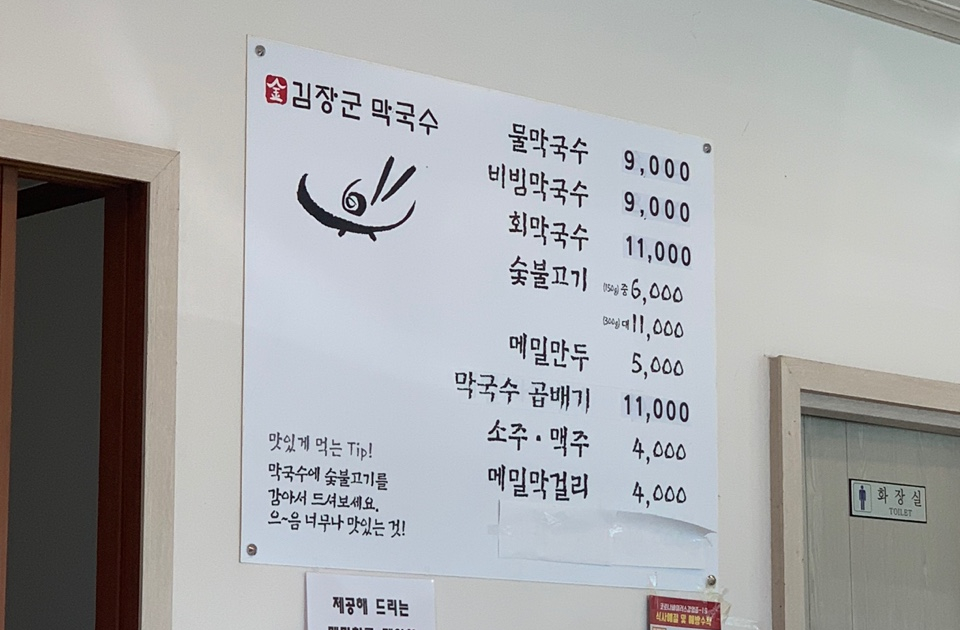 金 김장군 막국수
물막국수 9,000
비빔막국수 9,000
회막국수 11,000
숯불고기 (150g) 중 6,000
(300g) 대 11,000
메밀만두 5,000
막국수 곱배기 11,000
소주·맥주 4,000
메밀막걸리 4,000
맛있게 먹는 Tip!
막국수에 숯불고기를
감아서 드셔보세요.
으~음 너무나 맛있는 것!
화장실
TOILET
제공해 드리는